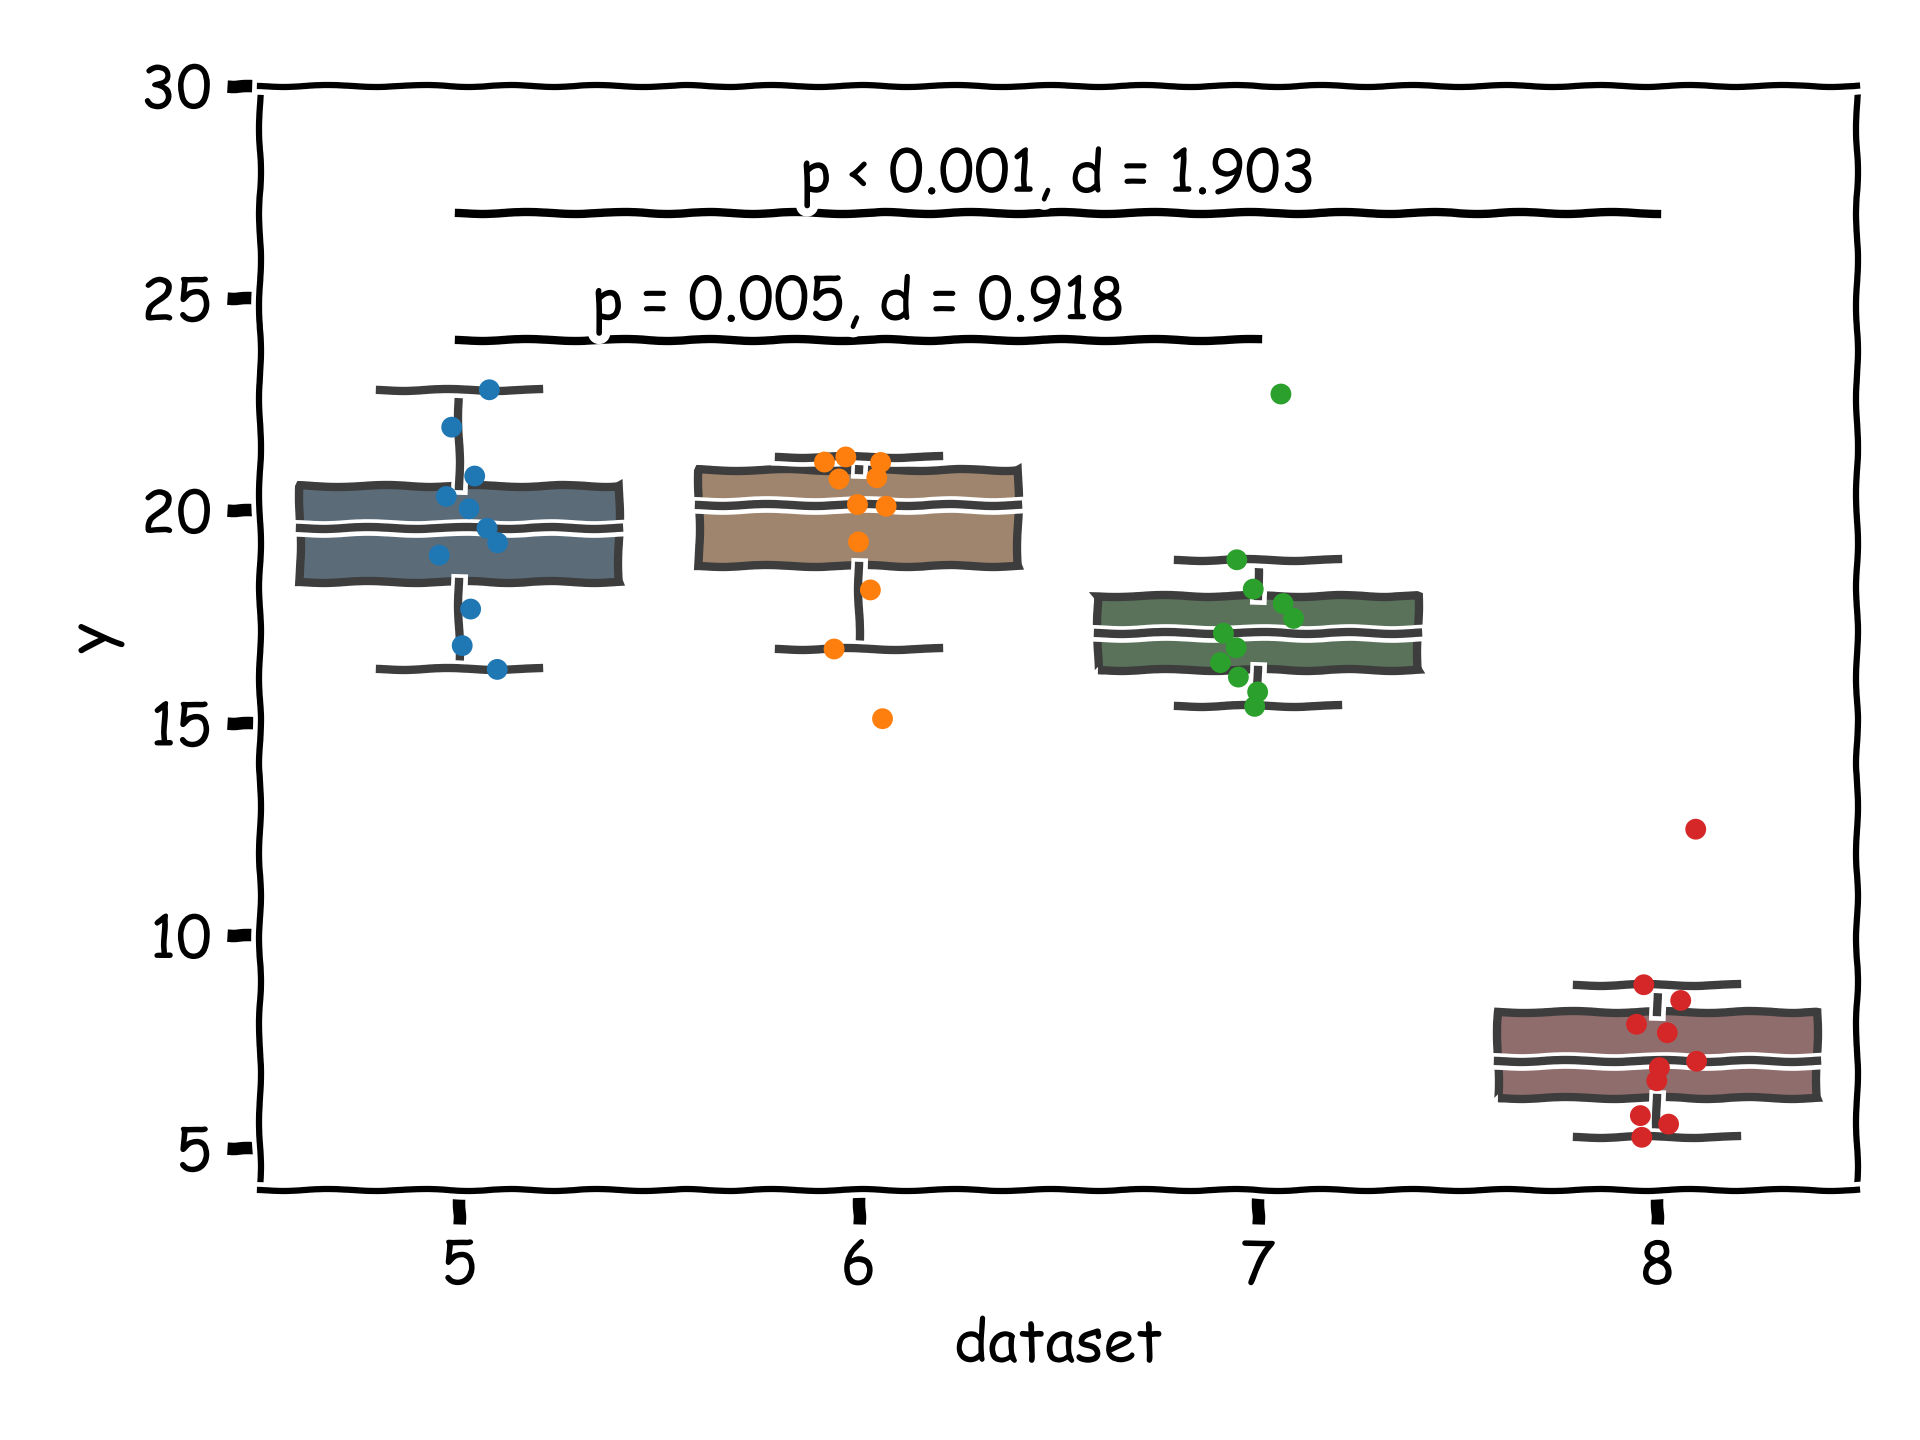 30
p < 0.001, d = 1.903
25
p = 0.005, d = 0.918
20
y
15
10
5
5 6 7 8
dataset